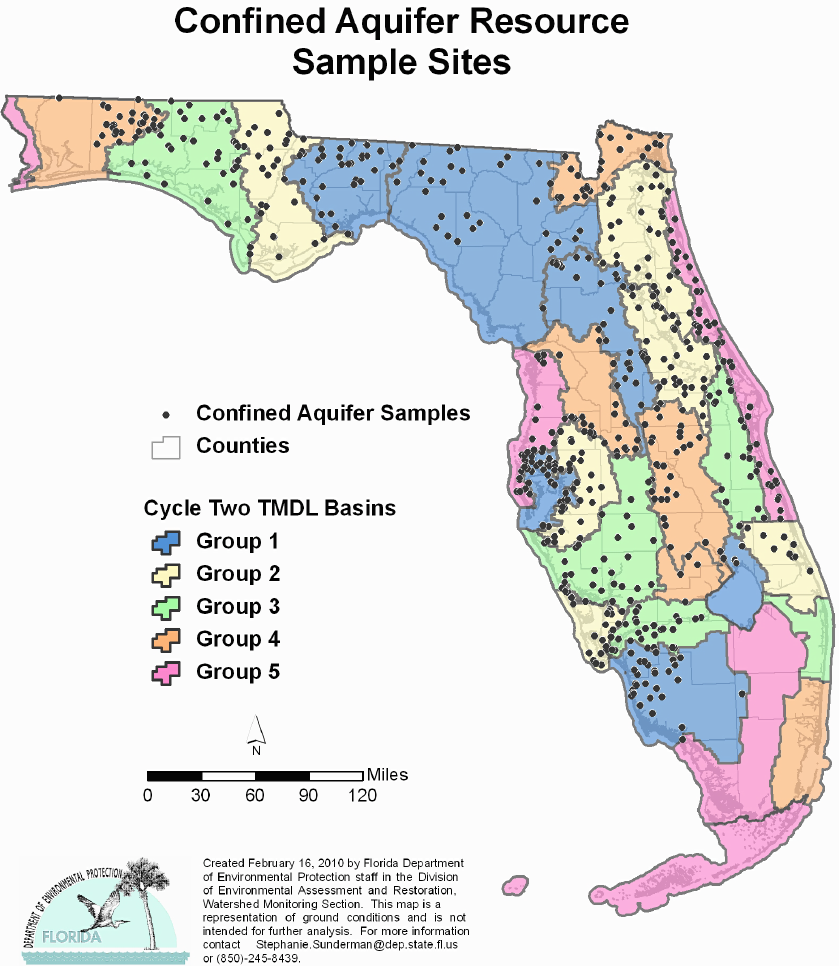 Confined Aquifer Resource
Sample Sites
Confined Aquifer Samples
Counties
Cycle Two TMDL Basins
Group 1
Group 2
Group 3
Group 4
Group 5
N
Miles
0 30 60 90 120
DEPARTMENT OF ENVIRONMENTAL PROTECTION
FLORIDA
Created February 16, 2010 by Florida Department
of Environmental Protection staff in the Division
of Environmental Assessment and Restoration,
Watershed Monitoring Section. This map is a
representation of ground conditions and is not
intended for further analysis. For more information
contact Stephanie.Sunderman@dep.state.fl.us
or (850)-245-8439.